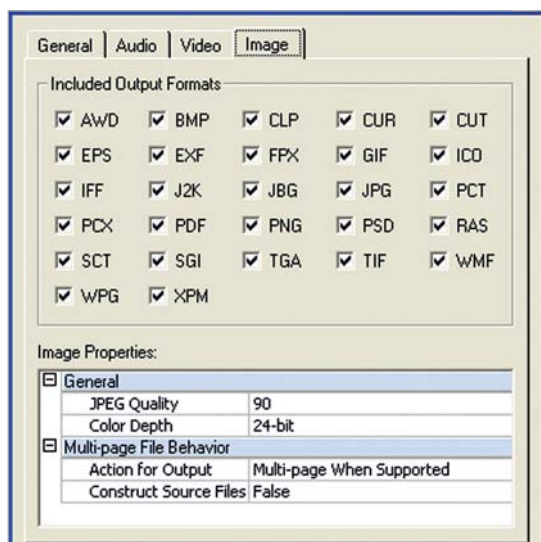 General Audio Video Image
Included Output Formats
AWD BMP CLP CUR CUT
EPS EXF FPX GIF ICO
IFF J2K JBG JPG PCT
PCX PDF PNG PSD RAS
SCT SGI TGA TIF WMF
WPG XPM
Image Properties:
General
JPEG Quality 90
Color Depth 24-bit
Multi-page File Behavior
Action for Output Multi-page When Supported
Construct Source Files False